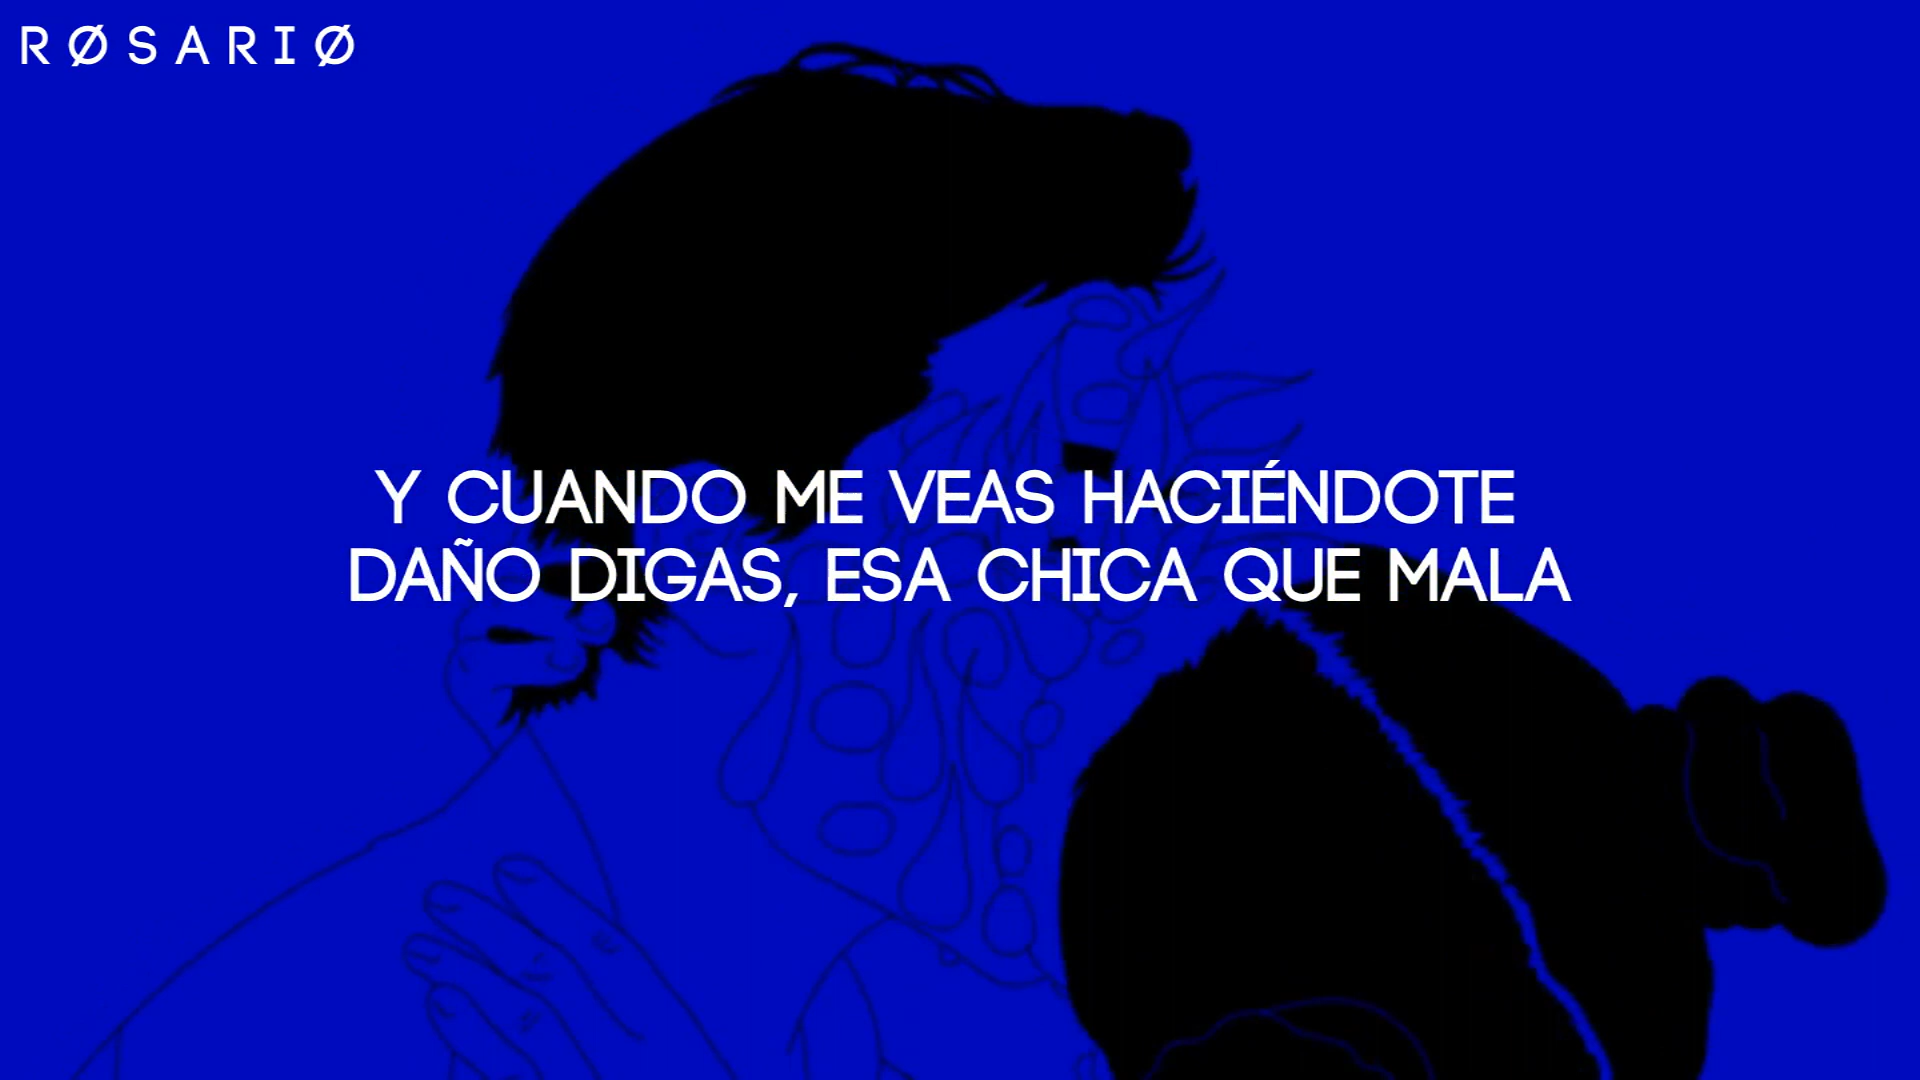 RØSARIØ
Y CUANDO ME VEAS HACIÉNDOTE
DAÑO DIGAS, ESA CHICA QUE MALA